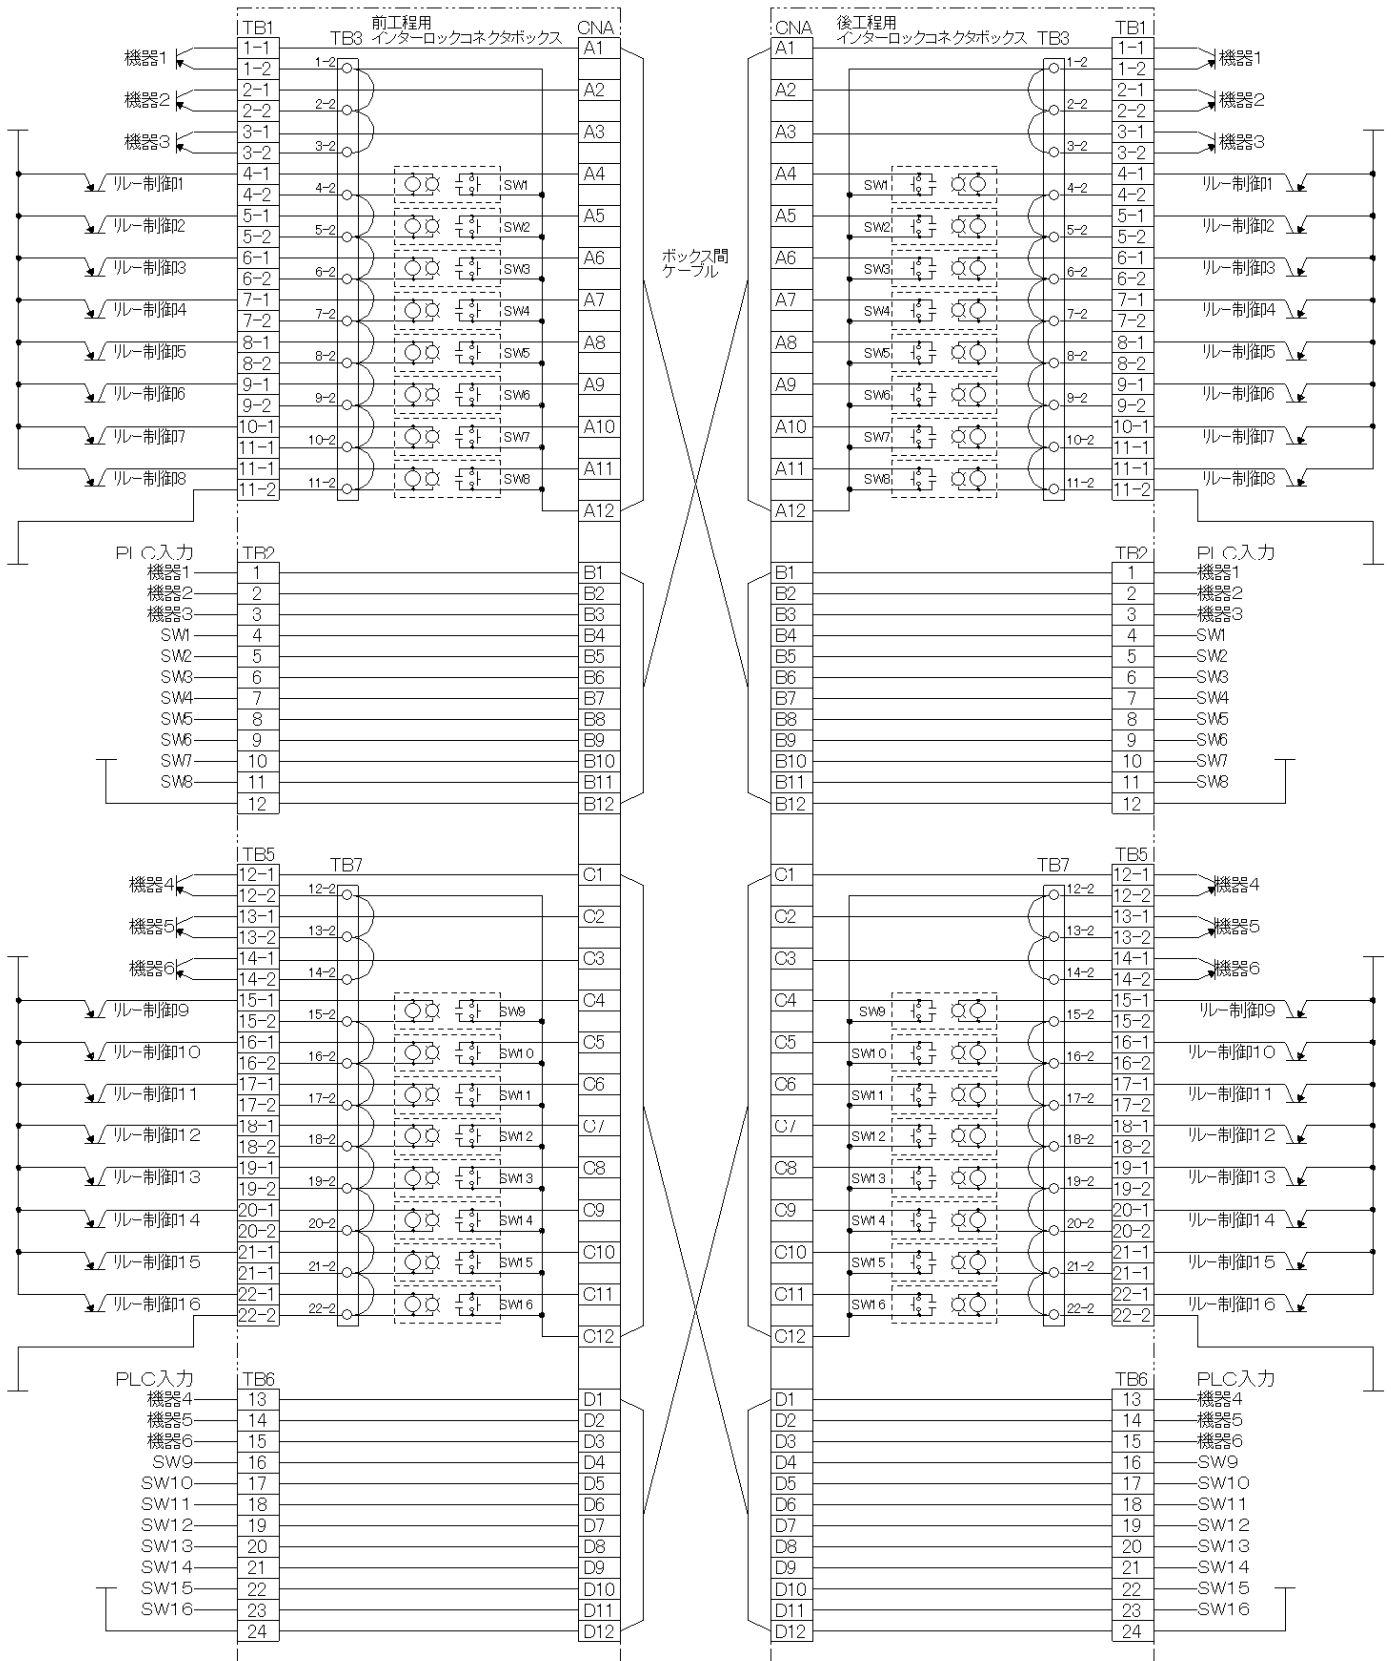 前工程用
インターロックコネクタボックス
TB1
TB3
CNA
機器1
機器2
機器3
リレー制御1
リレー制御2
リレー制御3
リレー制御4
リレー制御5
リレー制御6
リレー制御7
リレー制御8
1-1
1-2
2-1
2-2
3-1
3-2
4-1
4-2
5-1
5-2
6-1
6-2
7-1
7-2
8-1
8-2
9-1
9-2
10-1
11-1
11-1
11-2
1-2
2-2
3-2
4-2
5-2
6-2
7-2
8-2
9-2
10-2
11-2
SW1
SW2
SW3
SW4
SW5
SW6
SW7
SW8
A1
A2
A3
A4
A5
A6
A7
A8
A9
A10
A11
A12
PLC入力
機器1
機器2
機器3
SW1
SW2
SW3
SW4
SW5
SW6
SW7
SW8
TB2
1
2
3
4
5
6
7
8
9
10
11
12
B1
B2
B3
B4
B5
B6
B7
B8
B9
B10
B11
B12
TB5
TB7
機器4
機器5
機器6
リレー制御9
リレー制御10
リレー制御11
リレー制御12
リレー制御13
リレー制御14
リレー制御15
リレー制御16
12-1
12-2
13-1
13-2
14-1
14-2
15-1
15-2
16-1
16-2
17-1
17-2
18-1
18-2
19-1
19-2
20-1
20-2
21-1
21-1
22-1
22-2
12-2
13-2
14-2
15-2
16-2
17-2
18-2
19-2
20-2
21-2
22-2
SW9
SW10
SW11
SW12
SW13
SW14
SW15
SW16
C1
C2
C3
C4
C5
C6
C7
C8
C9
C10
C11
C12
PLC入力
機器4
機器5
機器6
SW9
SW10
SW11
SW12
SW13
SW14
SW15
SW16
TB6
13
14
15
16
17
18
19
20
21
22
23
24
D1
D2
D3
D4
D5
D6
D7
D8
D9
D10
D11
D12
ボックス間
ケーブル
後工程用
インターロックコネクタボックス
CNA
TB3
TB1
A1
A2
A3
A4
A5
A6
A7
A8
A9
A10
A11
A12
SW1
SW2
SW3
SW4
SW5
SW6
SW7
SW8
1-2
2-2
3-2
4-2
5-2
6-2
7-2
8-2
9-2
10-2
11-2
1-1
1-2
2-1
2-2
3-1
3-2
4-1
4-2
5-1
5-2
6-1
6-2
7-1
7-2
8-1
8-2
9-1
9-2
10-1
11-1
11-1
11-2
機器1
機器2
機器3
リレー制御1
リレー制御2
リレー制御3
リレー制御4
リレー制御5
リレー制御6
リレー制御7
リレー制御8
B1
B2
B3
B4
B5
B6
B7
B8
B9
B10
B11
B12
TB2
1
2
3
4
5
6
7
8
9
10
11
12
PLC入力
機器1
機器2
機器3
SW1
SW2
SW3
SW4
SW5
SW6
SW7
SW8
TB7
TB5
C1
C2
C3
C4
C5
C6
C7
C8
C9
C10
C11
C12
SW9
SW10
SW11
SW12
SW13
SW14
SW15
SW16
12-2
13-2
14-2
15-2
16-2
17-2
18-2
19-2
20-2
21-2
22-2
12-1
12-2
13-1
13-2
14-1
14-2
15-1
15-2
16-1
16-2
17-1
17-2
18-1
18-2
19-1
19-2
20-1
20-2
21-1
21-1
22-1
22-2
機器4
機器5
機器6
リレー制御9
リレー制御10
リレー制御11
リレー制御12
リレー制御13
リレー制御14
リレー制御15
リレー制御16
D1
D2
D3
D4
D5
D6
D7
D8
D9
D10
D11
D12
TB6
13
14
15
16
17
18
19
20
21
22
23
24
PLC入力
機器4
機器5
機器6
SW9
SW10
SW11
SW12
SW13
SW14
SW15
SW16